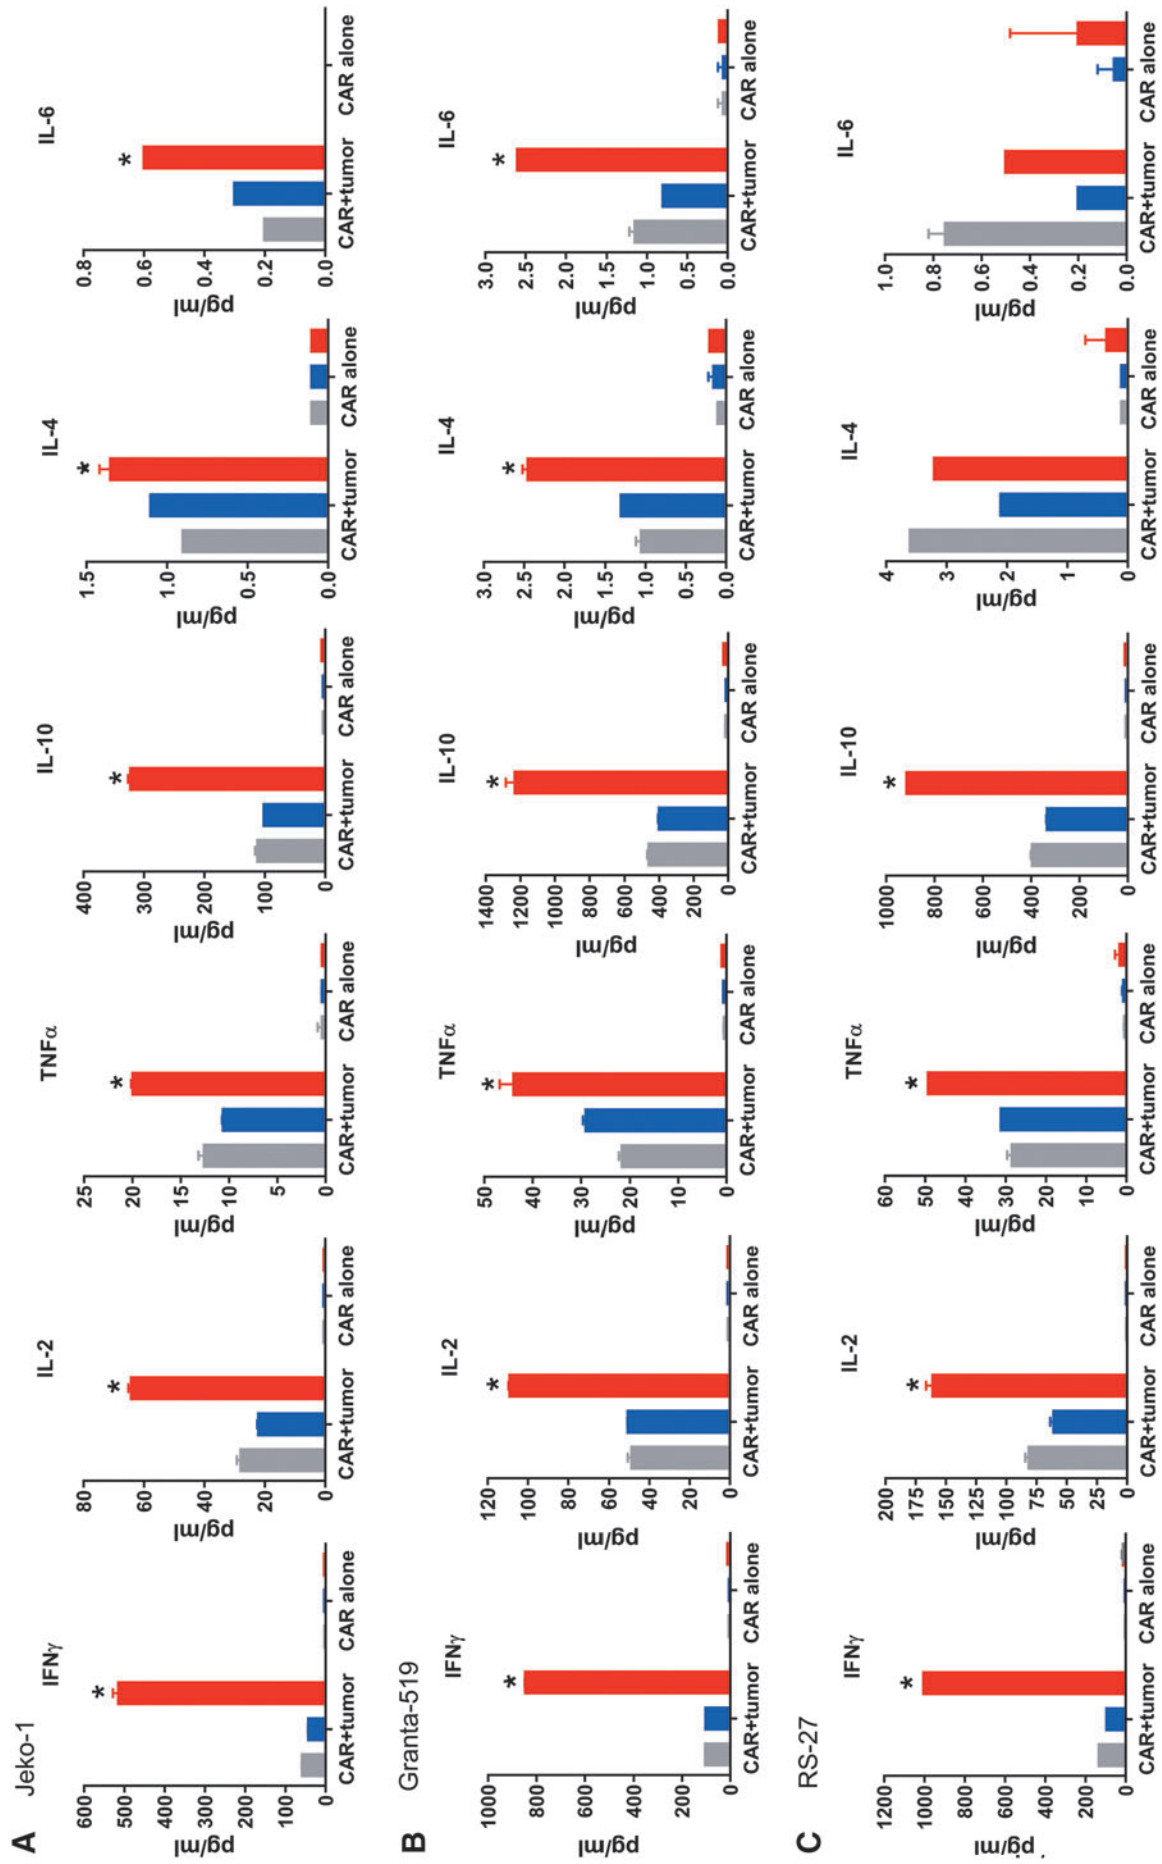 A
Jeko-1
IFNγ
pg/ml
600
500
400
300
200
100
0
*
CAR+tumor
CAR alone
IL-2
pg/ml
80
60
40
20
0
*
CAR+tumor
CAR alone
TNFα
pg/ml
25
20
15
10
5
0
*
CAR+tumor
CAR alone
IL-10
pg/ml
400
300
200
100
0
*
CAR+tumor
CAR alone
IL-4
pg/ml
1.5
1.0
0.5
0.0
*
CAR+tumor
CAR alone
IL-6
pg/ml
0.8
0.6
0.4
0.2
0.0
*
CAR+tumor
CAR alone
B
Granta-519
IFNγ
pg/ml
1000
800
600
400
200
0
*
CAR+tumor
CAR alone
IL-2
pg/ml
120
100
80
60
40
20
0
*
CAR+tumor
CAR alone
TNFα
pg/ml
50
40
30
20
10
0
*
CAR+tumor
CAR alone
IL-10
pg/ml
1400
1200
1000
800
600
400
200
0
*
CAR+tumor
CAR alone
IL-4
pg/ml
3.0
2.5
2.0
1.5
1.0
0.5
0.0
*
CAR+tumor
CAR alone
IL-6
pg/ml
3.0
2.5
2.0
1.5
1.0
0.5
0.0
*
CAR+tumor
CAR alone
C
RS-27
IFNγ
pg/ml
1200
1000
800
600
400
200
0
*
CAR+tumor
CAR alone
IL-2
pg/ml
200
175
150
125
100
75
50
25
0
*
CAR+tumor
CAR alone
TNFα
pg/ml
60
50
40
30
20
10
0
*
CAR+tumor
CAR alone
IL-10
pg/ml
1000
800
600
400
200
0
*
CAR+tumor
CAR alone
IL-4
pg/ml
4
3
2
1
0
CAR+tumor
CAR alone
IL-6
pg/ml
1.0
0.8
0.6
0.4
0.2
0.0
CAR+tumor
CAR alone